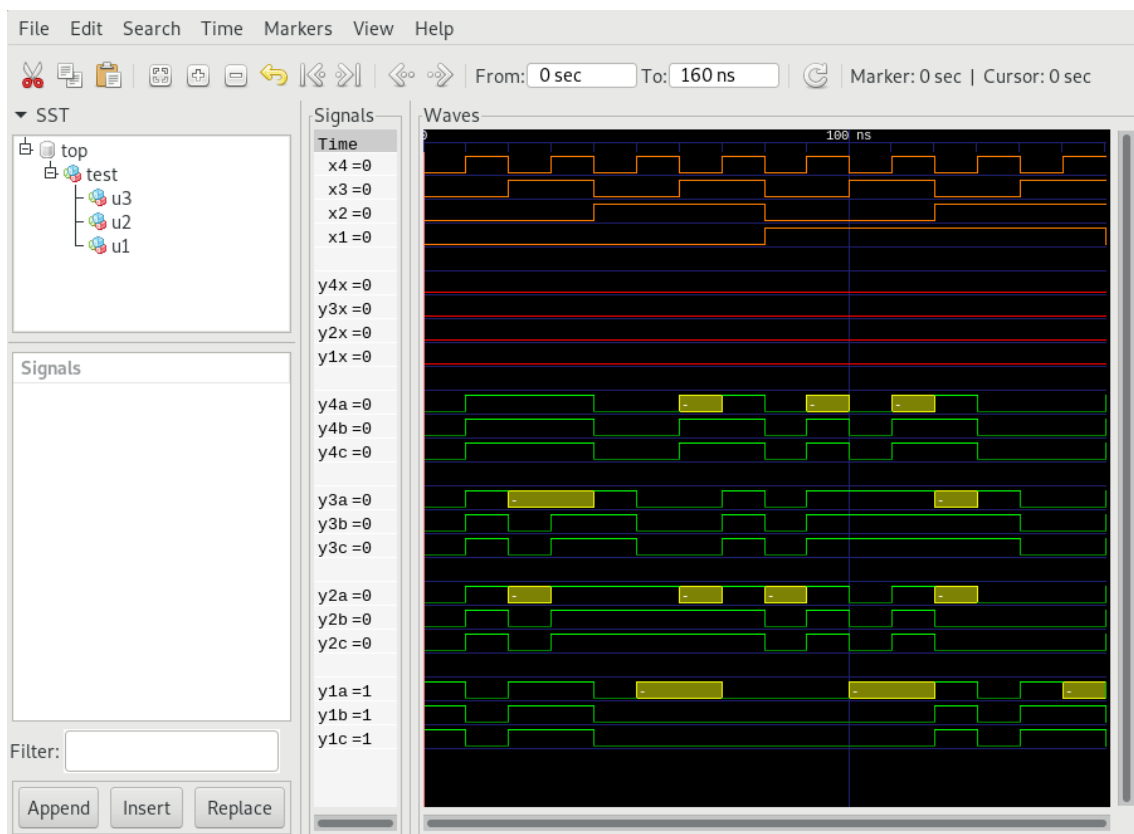 File Edit Search Time Markers View Help
From: 0 sec To: 160 ns Marker: 0 sec | Cursor: 0 sec
SST
top
test
u3
u2
u1
Signals
Filter:
Append Insert Replace
Signals
Time
x4=0
x3=0
x2=0
x1=0
y4x=0
y3x=0
y2x=0
y1x=0
y4a=0
y4b=0
y4c=0
y3a=0
y3b=0
y3c=0
y2a=0
y2b=0
y2c=0
y1a=1
y1b=1
y1c=1
Waves
0 100 ns
- - -
- -
- - - -
- - -